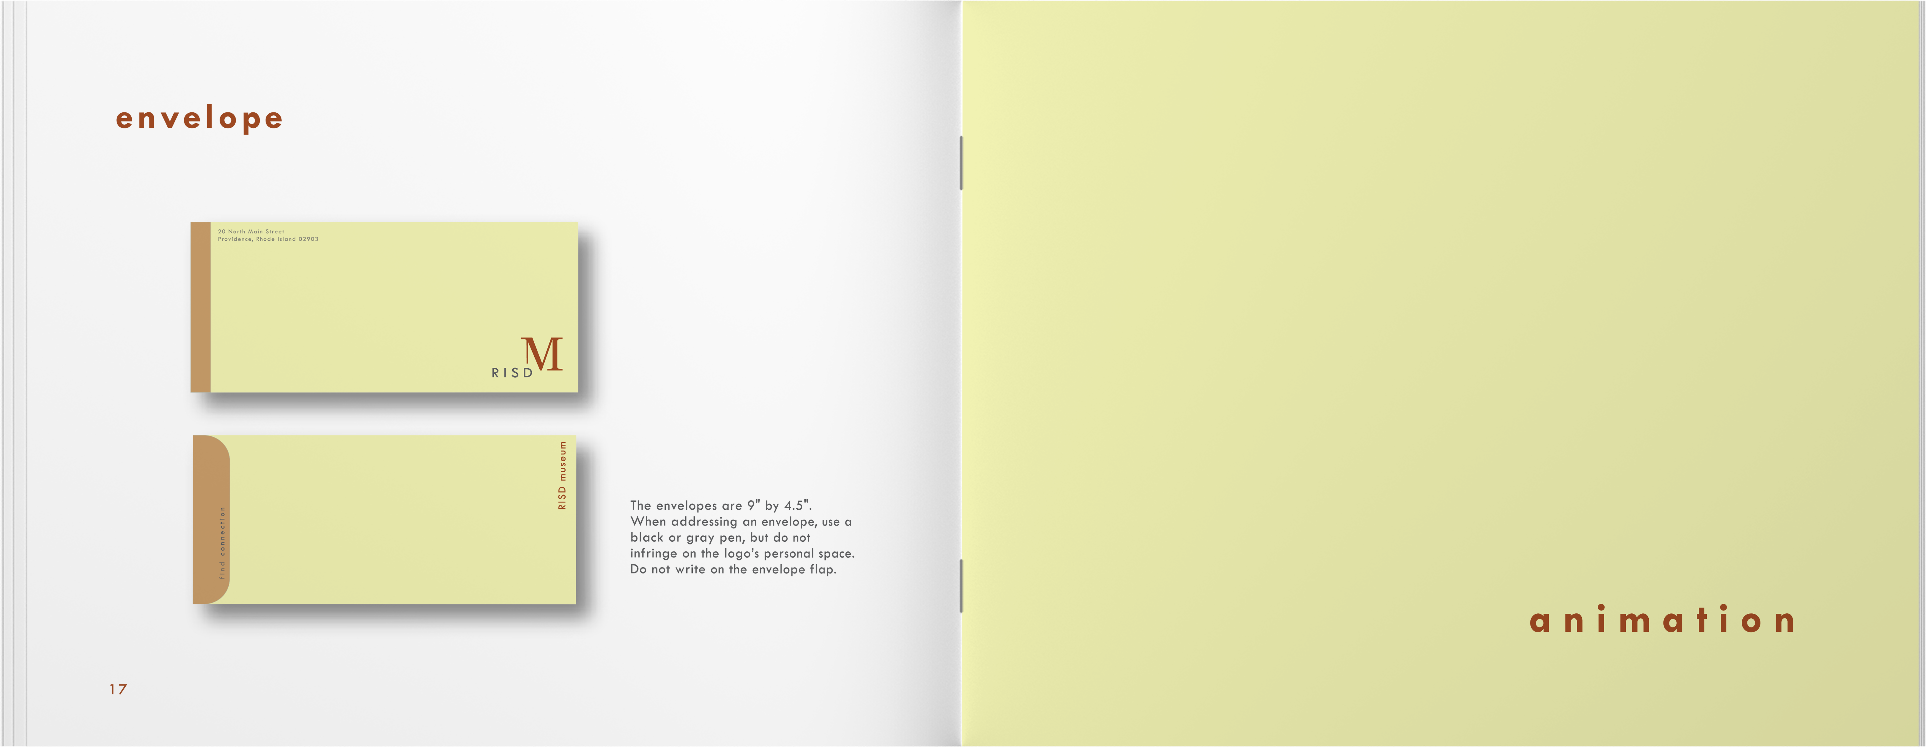 envelope
20 North Main Street
Providence, Rhode Island 02903
M
RISD
RISD museum
find connection
The envelopes are 9" by 4.5".
When addressing an envelope, use a
black or gray pen, but do not
infringe on the logo's personal space.
Do not write on the envelope flap.
17
animation